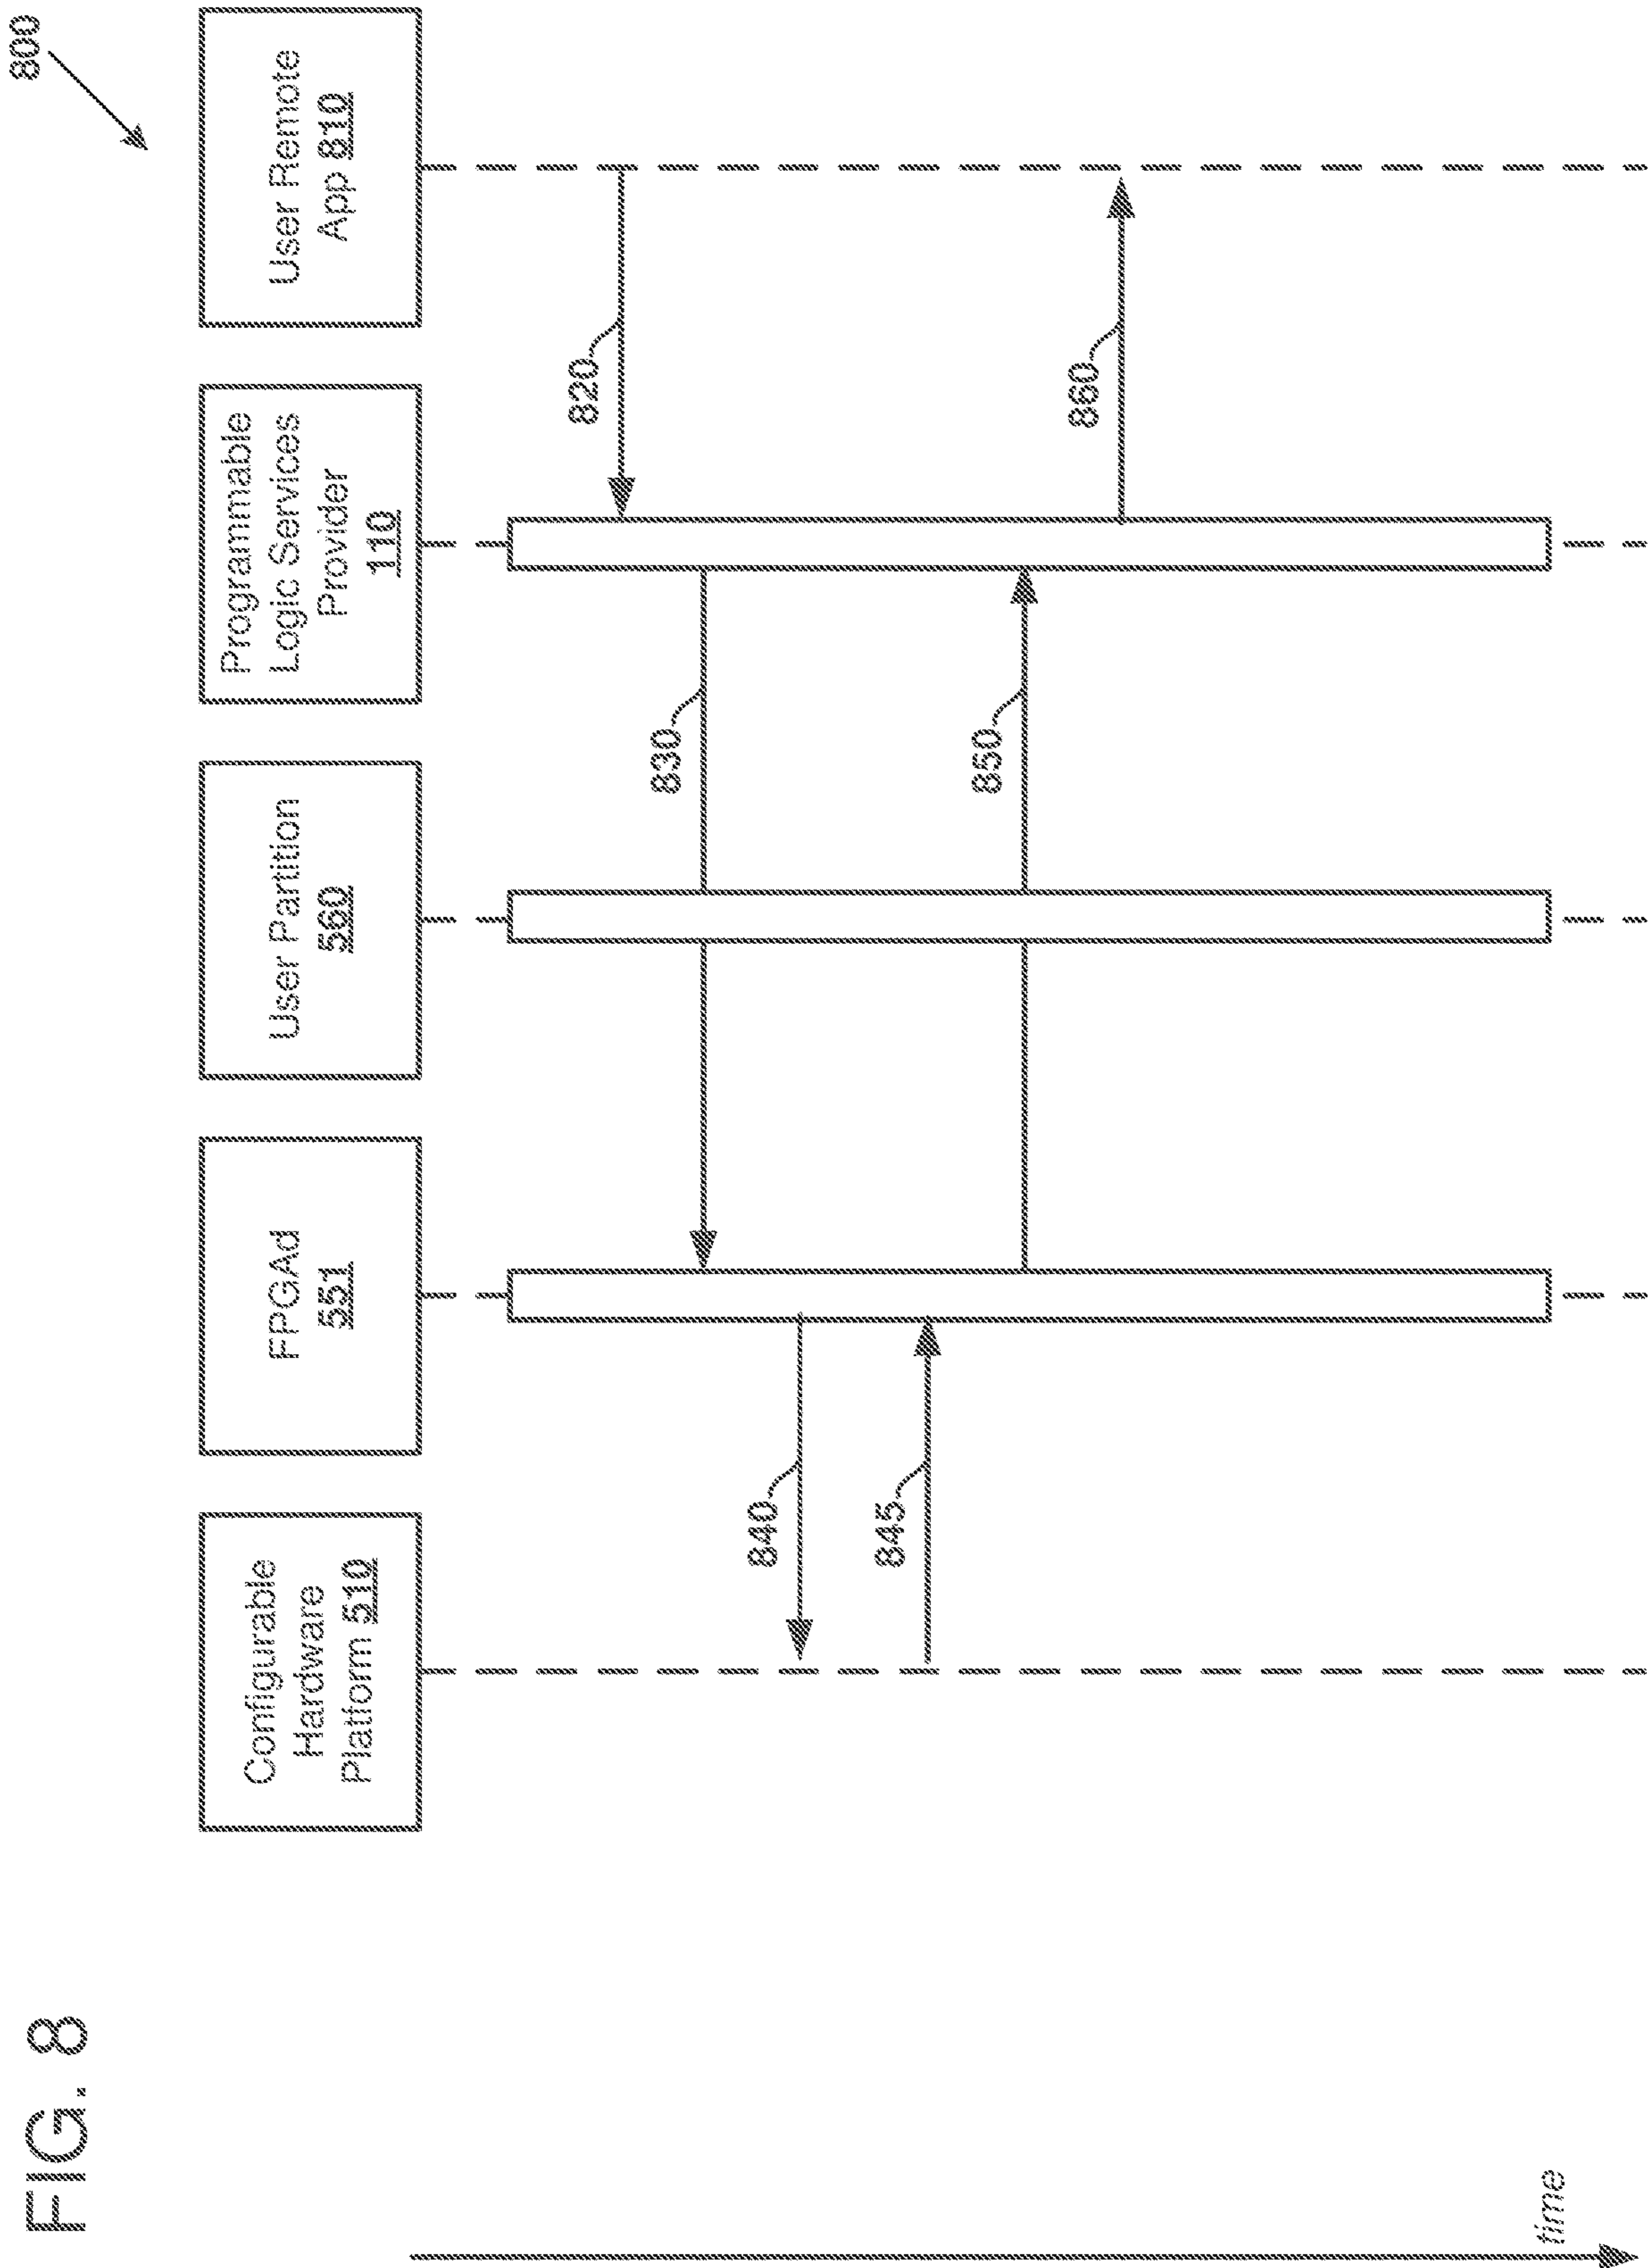 FIG. 8
800
Configurable
Hardware
Platform 510
FPGAd
551
User Partition
560
Programmable
Logic Services
Provider
110
User Remote
App 810
820
830
840
845
850
860
time